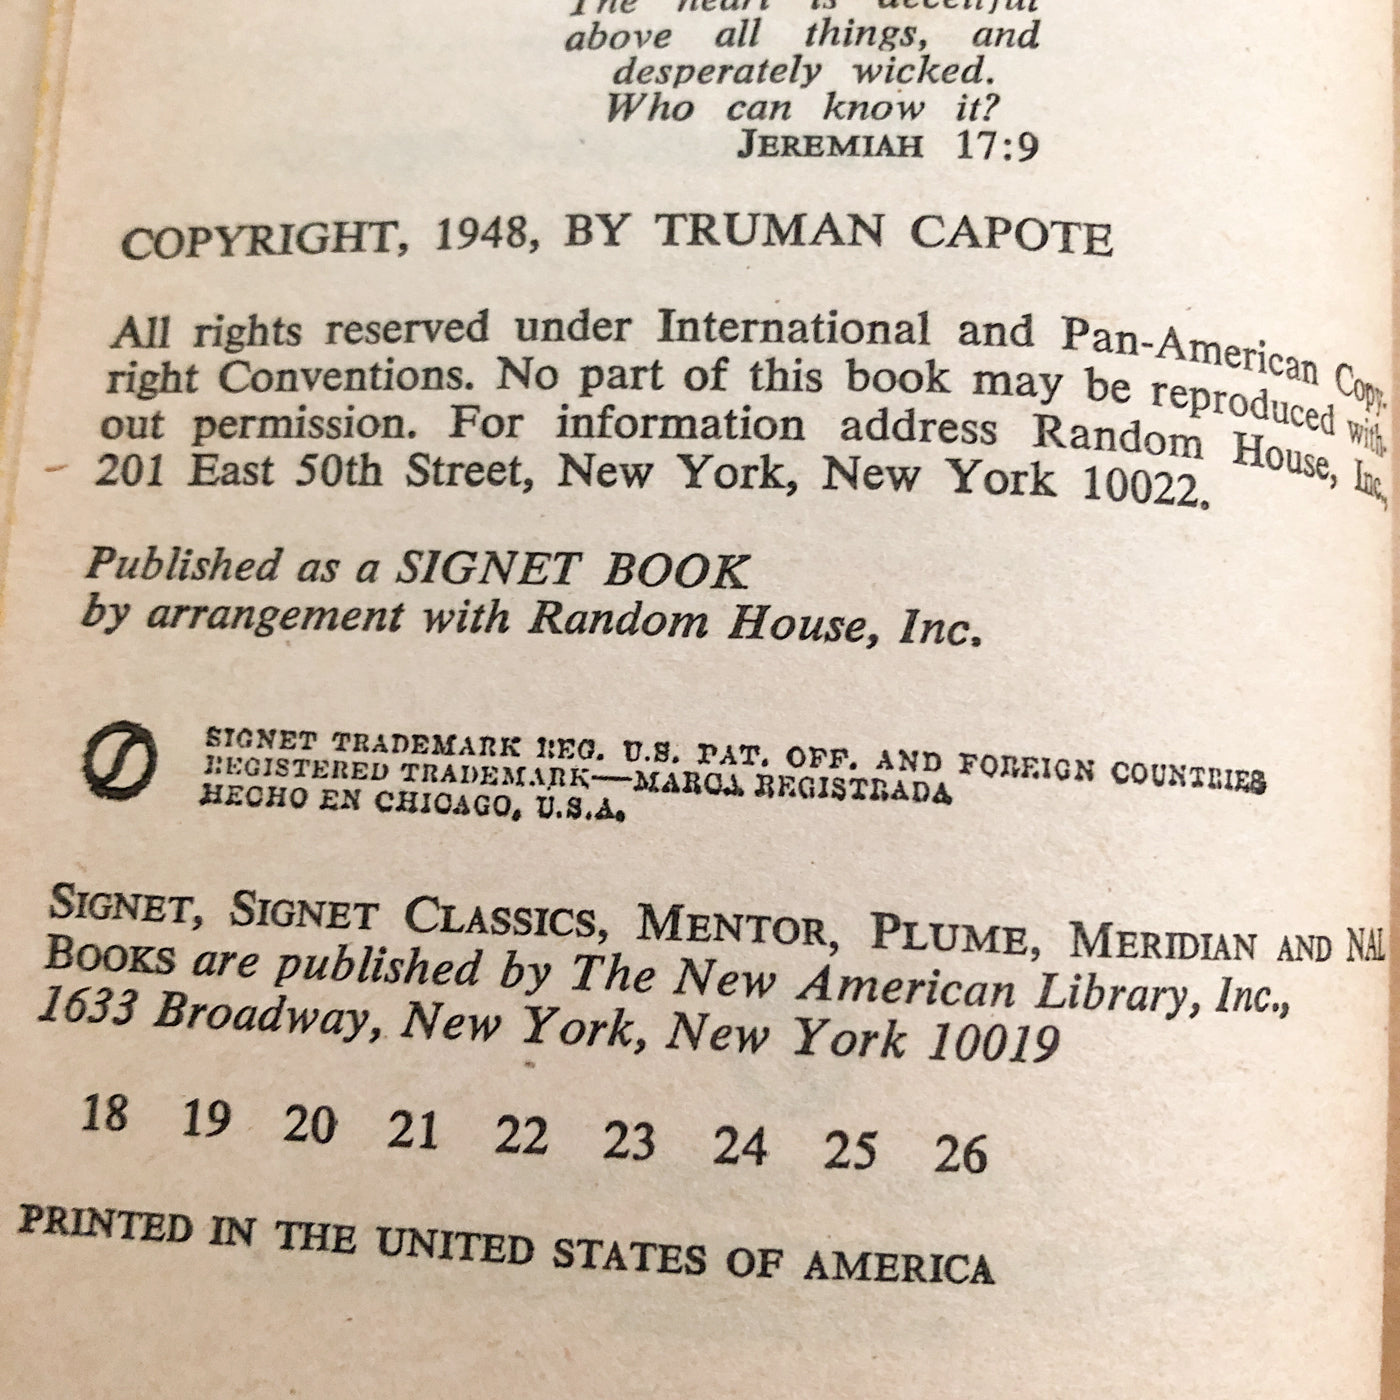 The heart is deceitful
above all things, and
desperately wicked.
Who can know it?
JEREMIAH 17:9
COPYRIGHT, 1948, BY TRUMAN CAPOTE
All rights reserved under International and Pan-American Copy-
right Conventions. No part of this book may be reproduced with-
out permission. For information address Random House, Inc.,
201 East 50th Street, New York, New York 10022.
Published as a SIGNET BOOK
by arrangement with Random House, Inc.
SIGNET TRADEMARK REG. U.S. PAT. OFF. AND FOREIGN COUNTRIES
REGISTERED TRADEMARK—MARCA REGISTRADA
HECHO EN CHICAGO, U.S.A.
SIGNET, SIGNET CLASSICS, MENTOR, PLUME, MERIDIAN AND NAL
BOOKS are published by The New American Library, Inc.,
1633 Broadway, New York, New York 10019
18 19 20 21 22 23 24 25 26
PRINTED IN THE UNITED STATES OF AMERICA